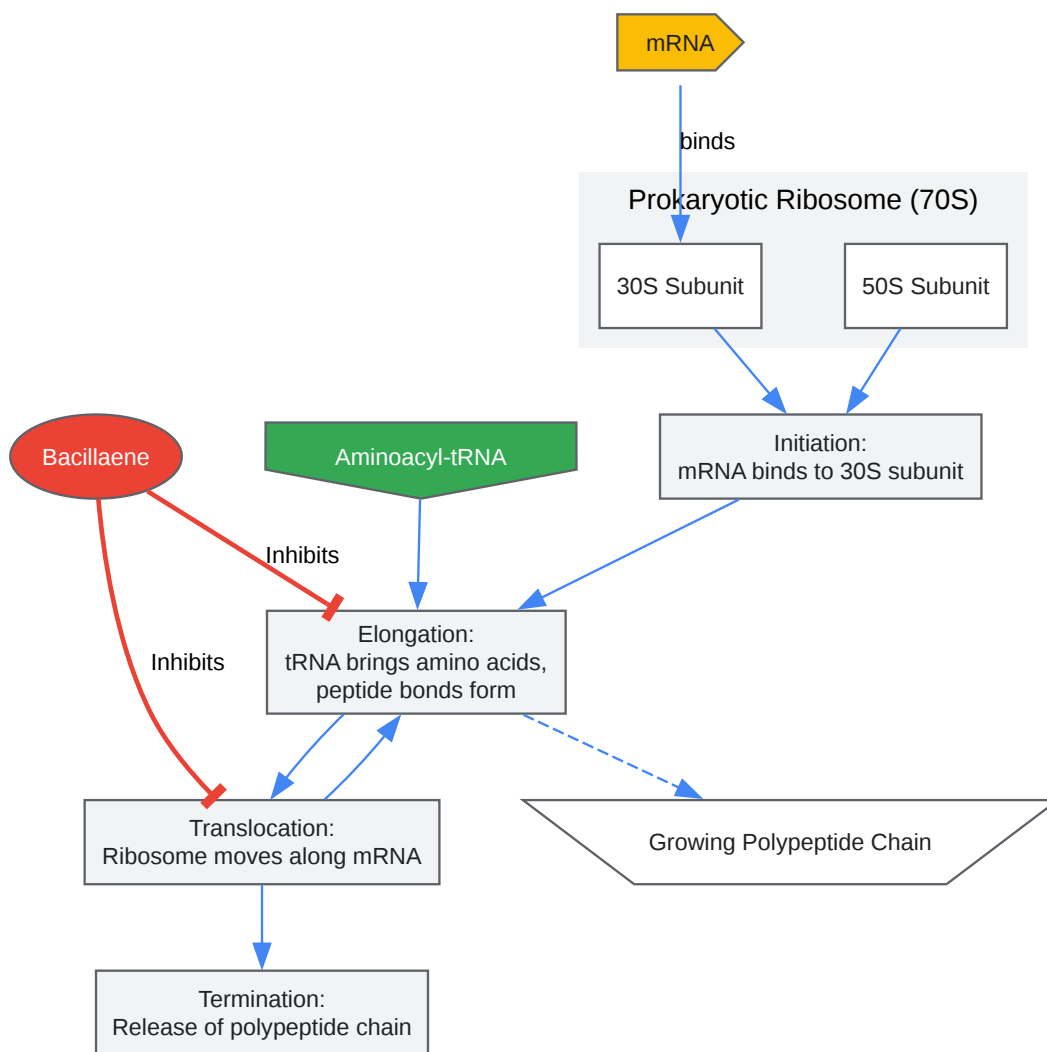 mRNA
binds
Prokaryotic Ribosome (70S)
30S Subunit
50S Subunit
Initiation:
mRNA binds to 30S subunit
Bacillaene
Aminoacyl-tRNA
Inhibits
Elongation:
tRNA brings amino acids,
peptide bonds form
Inhibits
Translocation:
Ribosome moves along mRNA
Growing Polypeptide Chain
Termination:
Release of polypeptide chain